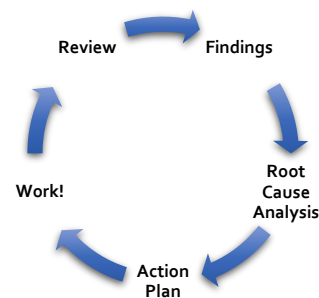 Review
Findings
Root
Cause
Analysis
Action
Plan
Work!